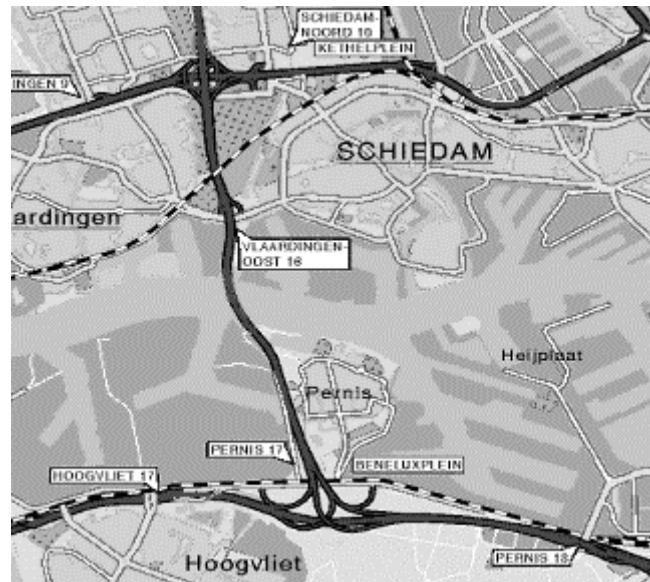 SCHIEDAM-
NOORD 10
KETHELPLEIN
INGEN 9
SCHIEDAM
ardingen
VLAARDINGEN-
OOST 16
Heijplaat
Pernis
PERNIS 17
BENELUXPLEIN
HOOGVLIET 17
Hoogvliet
PERNIS 18